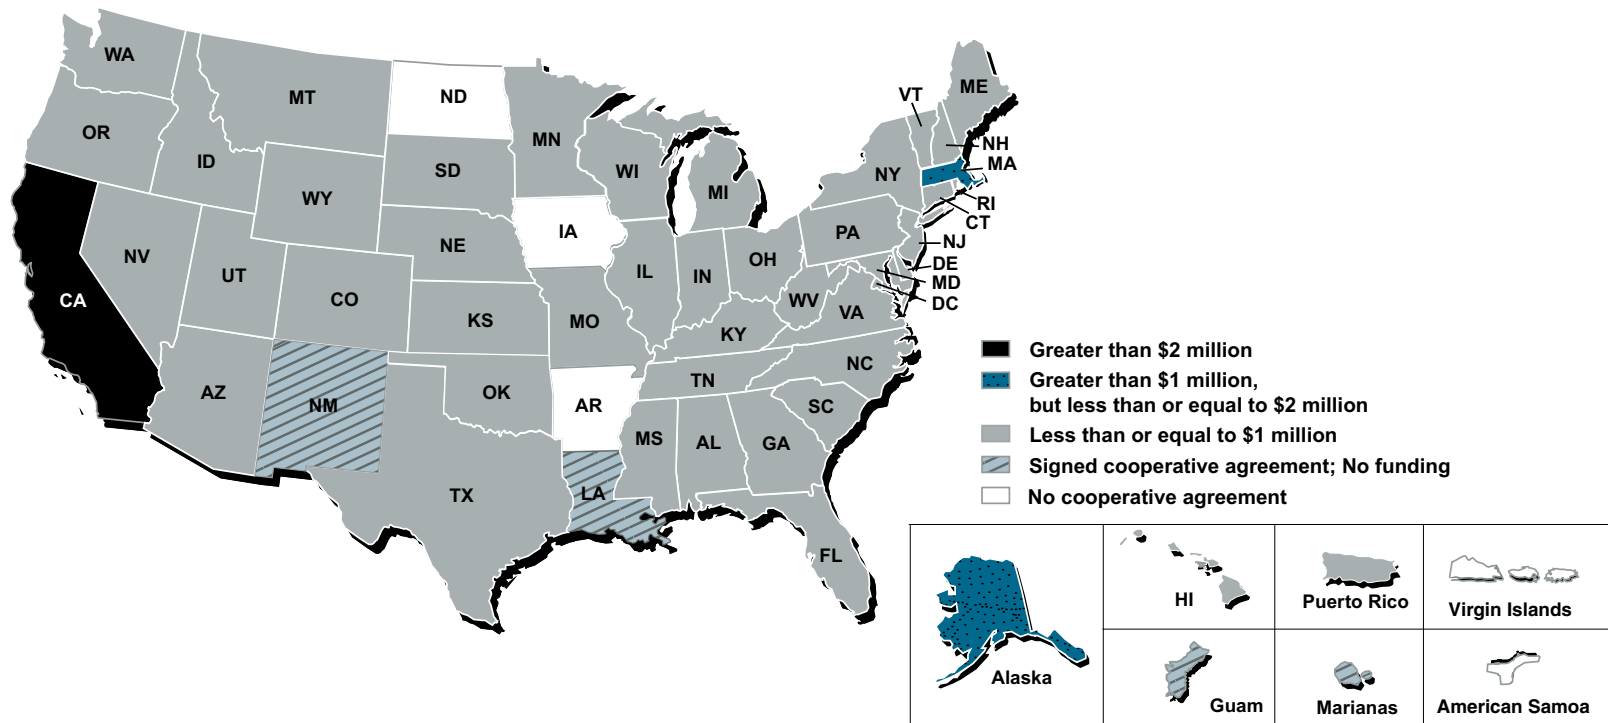 WA
MT
ND
MN
ME
VT
OR
ID
SD
WI
MI
NY
NH
MA
WY
RI
CT
IA
NE
PA
NJ
NV
UT
CO
IL
IN
OH
DE
MD
DC
CA
KS
MO
WV
VA
KY
AZ
NM
OK
AR
TN
NC
SC
MS
AL
GA
TX
LA
FL
Greater than $2 million
Greater than $1 million,
but less than or equal to $2 million
Less than or equal to $1 million
Signed cooperative agreement; No funding
No cooperative agreement
Alaska
HI
Puerto Rico
Virgin Islands
Guam
Marianas
American Samoa